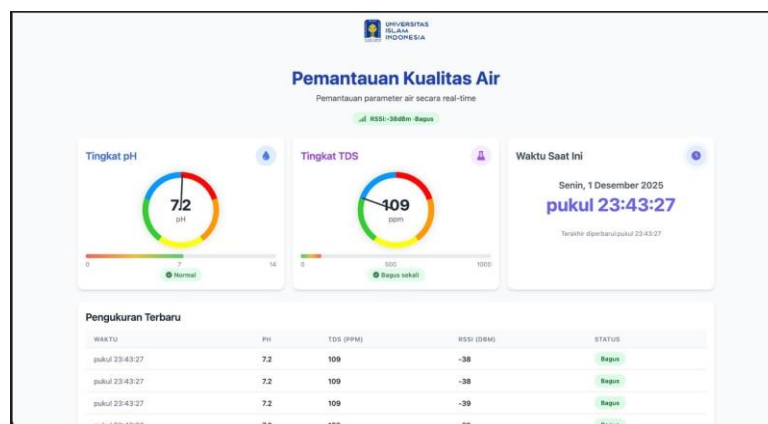 UNIVERSITAS
ISLAM
INDONESIA
Pemantauan Kualitas Air
Pemantauan parameter air secara real-time
RSSI:-38dBm -Bagus
Tingkat pH
7.2
pH
0 7 14
Normal
Tingkat TDS
109
ppm
0 500 1000
Bagus sekali
Waktu Saat Ini
Senin, 1 Desember 2025
pukul 23:43:27
Terakhir diperbarui:pukul 23:43:27
Pengukuran Terbaru
WAKTU PH TDS (PPM) RSSI (DBM) STATUS
pukul 23:43:27 7.2 109 -38 Bagus
pukul 23:43:27 7.2 109 -38 Bagus
pukul 23:43:27 7.2 109 -39 Bagus